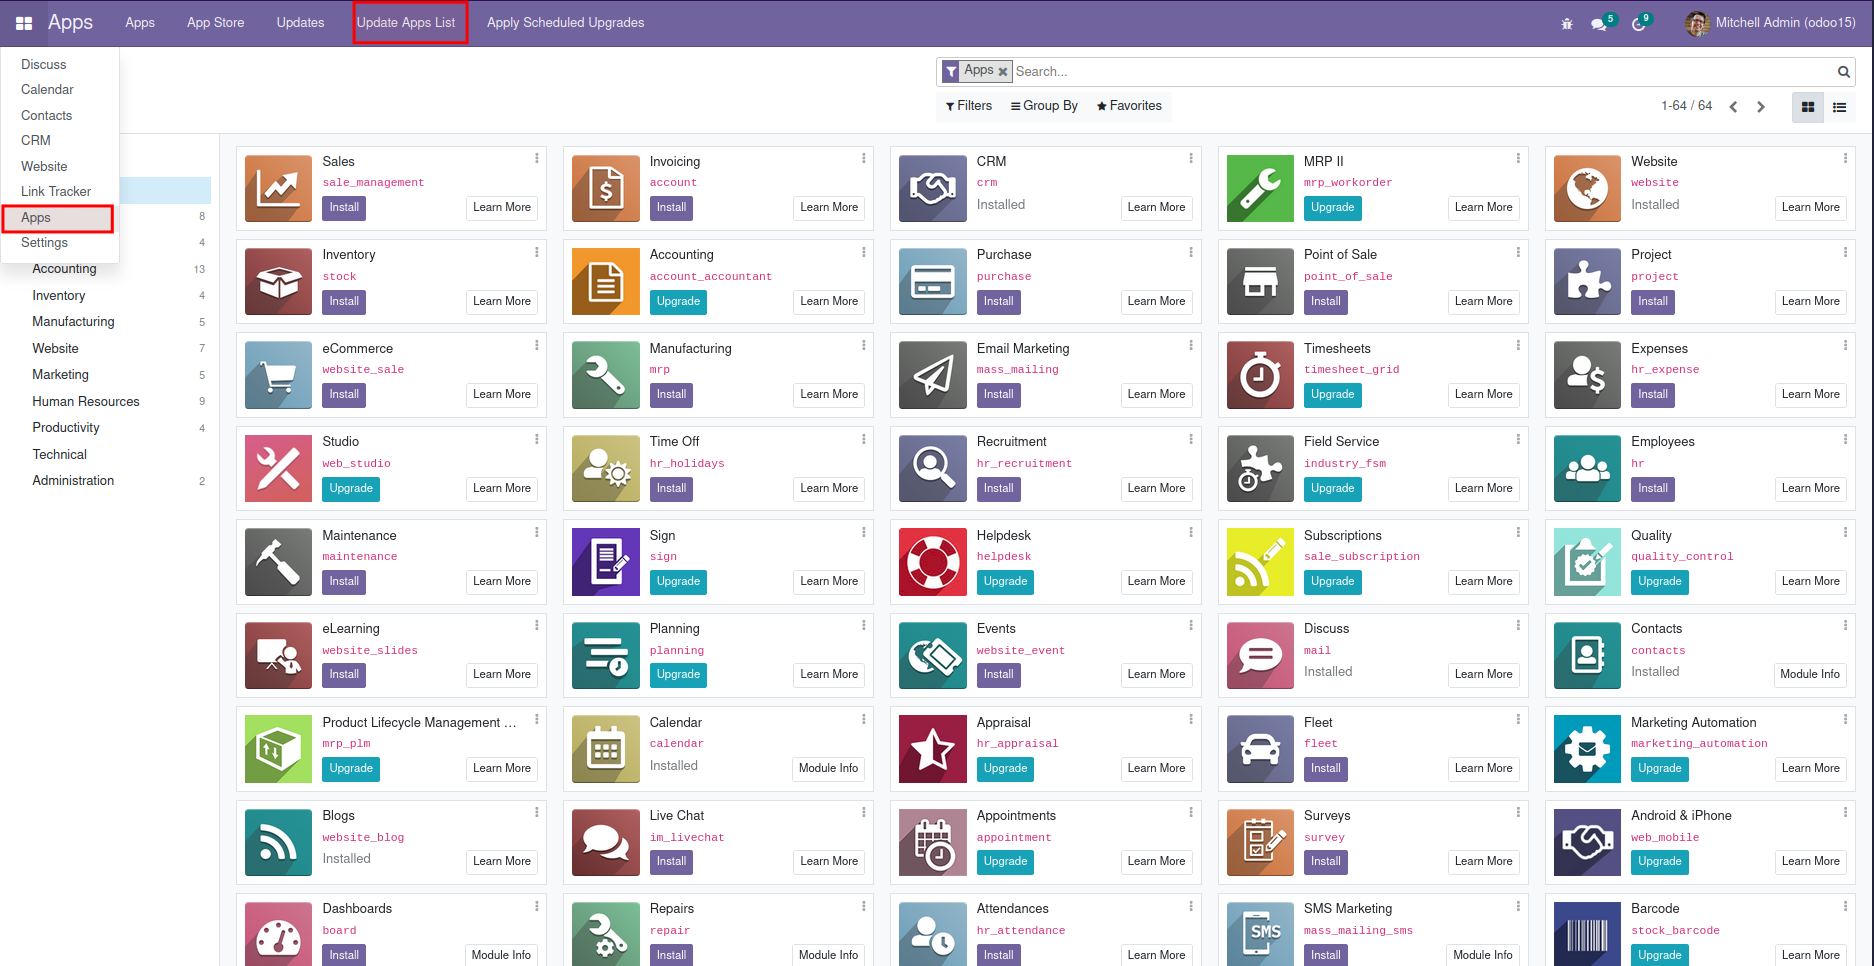 Apps
Apps
App Store
Updates
Update Apps List
Apply Scheduled Upgrades
5
9
Mitchell Admin (odoo15)
Discuss
Calendar
Contacts
CRM
Website
Link Tracker
Apps
Settings
8
4
Accounting 13
Inventory 4
Manufacturing 5
Website 7
Marketing 5
Human Resources 9
Productivity 4
Technical
Administration 2
Apps
Search...
Filters
Group By
Favorites
1-64 / 64
Sales
sale_management
Install
Learn More
Invoicing
account
Install
Learn More
CRM
crm
Installed
Learn More
MRP II
mrp_workorder
Upgrade
Learn More
Website
website
Installed
Learn More
Inventory
stock
Install
Learn More
Accounting
account_accountant
Upgrade
Learn More
Purchase
purchase
Install
Learn More
Point of Sale
point_of_sale
Install
Learn More
Project
project
Install
Learn More
eCommerce
website_sale
Install
Learn More
Manufacturing
mrp
Install
Learn More
Email Marketing
mass_mailing
Install
Learn More
Timesheets
timesheet_grid
Upgrade
Learn More
Expenses
hr_expense
Install
Learn More
Studio
web_studio
Upgrade
Learn More
Time Off
hr_holidays
Install
Learn More
Recruitment
hr_recruitment
Install
Learn More
Field Service
industry_fsm
Upgrade
Learn More
Employees
hr
Install
Learn More
Maintenance
maintenance
Install
Learn More
Sign
sign
Upgrade
Learn More
Helpdesk
helpdesk
Upgrade
Learn More
Subscriptions
sale_subscription
Upgrade
Learn More
Quality
quality_control
Upgrade
Learn More
eLearning
website_slides
Install
Learn More
Planning
planning
Upgrade
Learn More
Events
website_event
Install
Learn More
Discuss
mail
Installed
Learn More
Contacts
contacts
Installed
Module Info
Product Lifecycle Management ...
mrp_plm
Upgrade
Learn More
Calendar
calendar
Installed
Module Info
Appraisal
hr_appraisal
Upgrade
Learn More
Fleet
fleet
Install
Learn More
Marketing Automation
marketing_automation
Upgrade
Learn More
Blogs
website_blog
Installed
Learn More
Live Chat
im_livechat
Install
Learn More
Appointments
appointment
Upgrade
Learn More
Surveys
survey
Install
Learn More
Android & iPhone
web_mobile
Upgrade
Learn More
Dashboards
board
Install
Module Info
Repairs
repair
Install
Module Info
Attendances
hr_attendance
Install
Learn More
SMS
SMS Marketing
mass_mailing_sms
Install
Module Info
Barcode
stock_barcode
Upgrade
Learn More